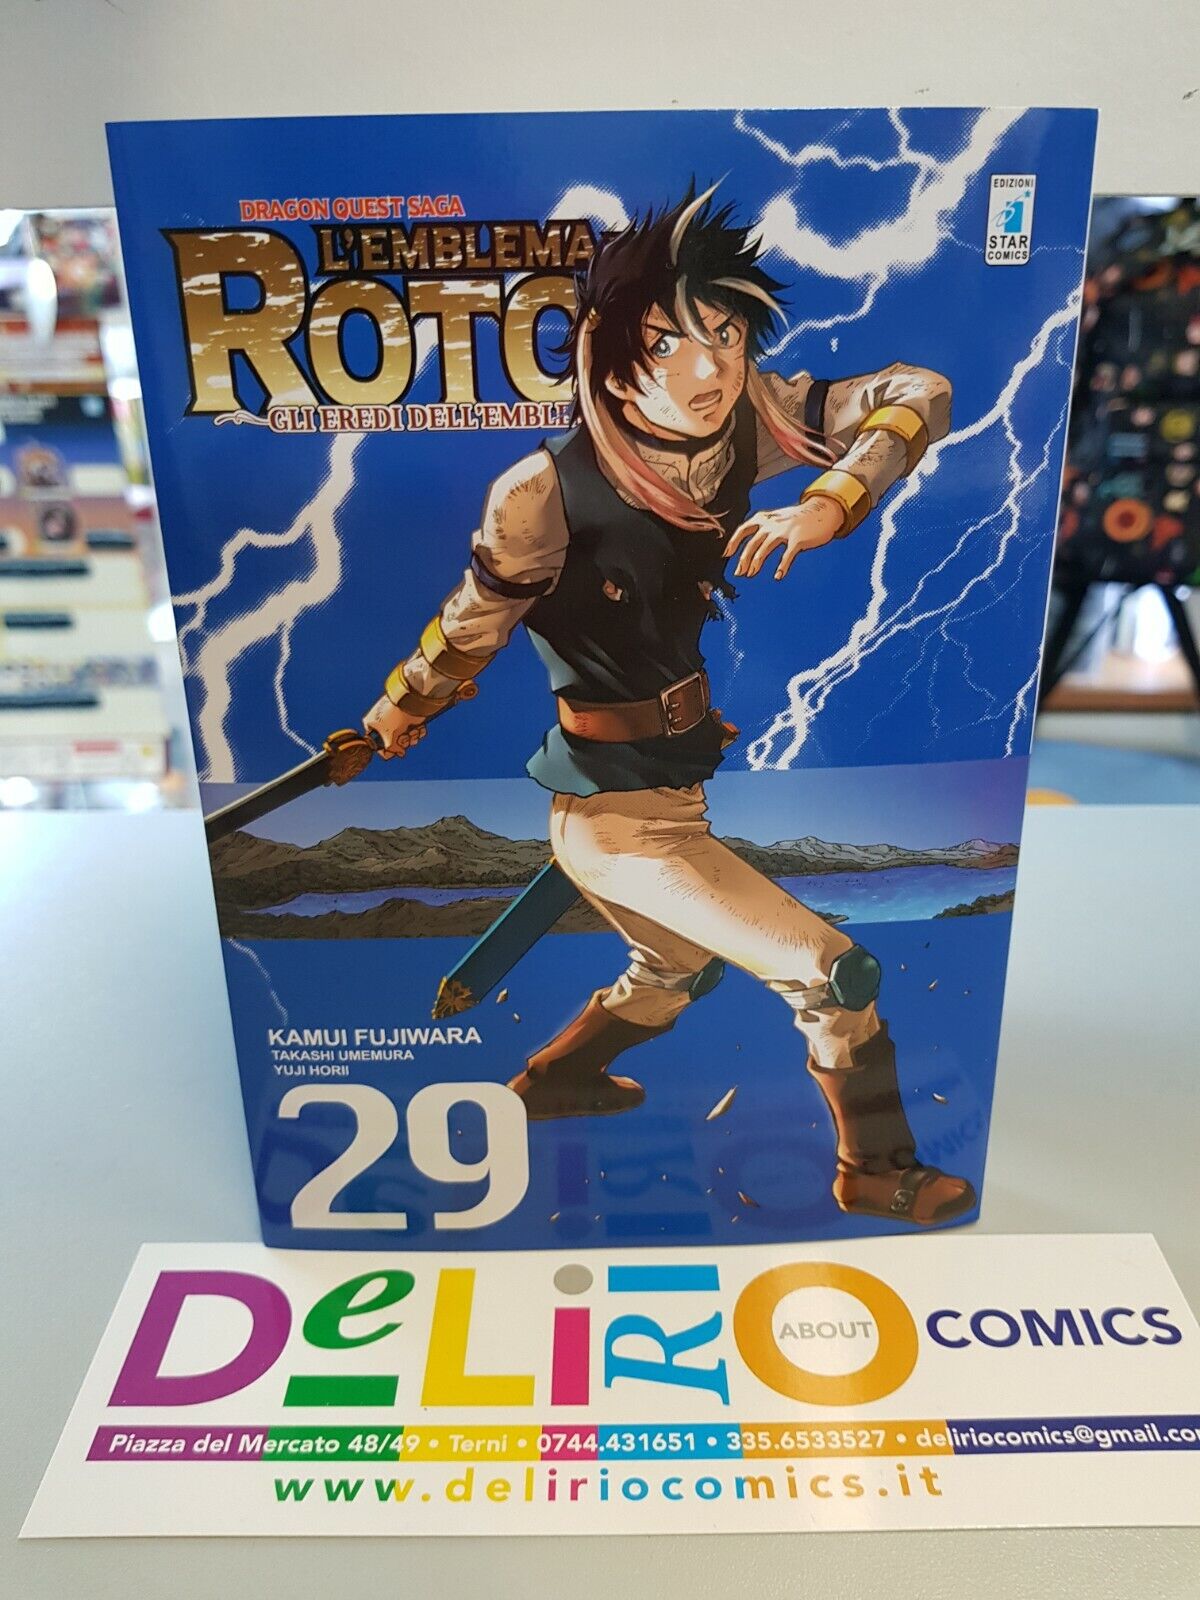 DRAGON QUEST SAGA
L'EMBLEMA
ROTO
GLI EREDI DELL'EMBLE
EDIZIONI
STAR
COMICS
KAMUI FUJIWARA
TAKASHI UMEMURA
YUJI HORII
29
DeLiRIO ABOUT COMICS
Piazza del Mercato 48/49 • Terni • 0744.431651 • 335.6533527 • deliriocomics@gmail.com
www.deliriocomics.it